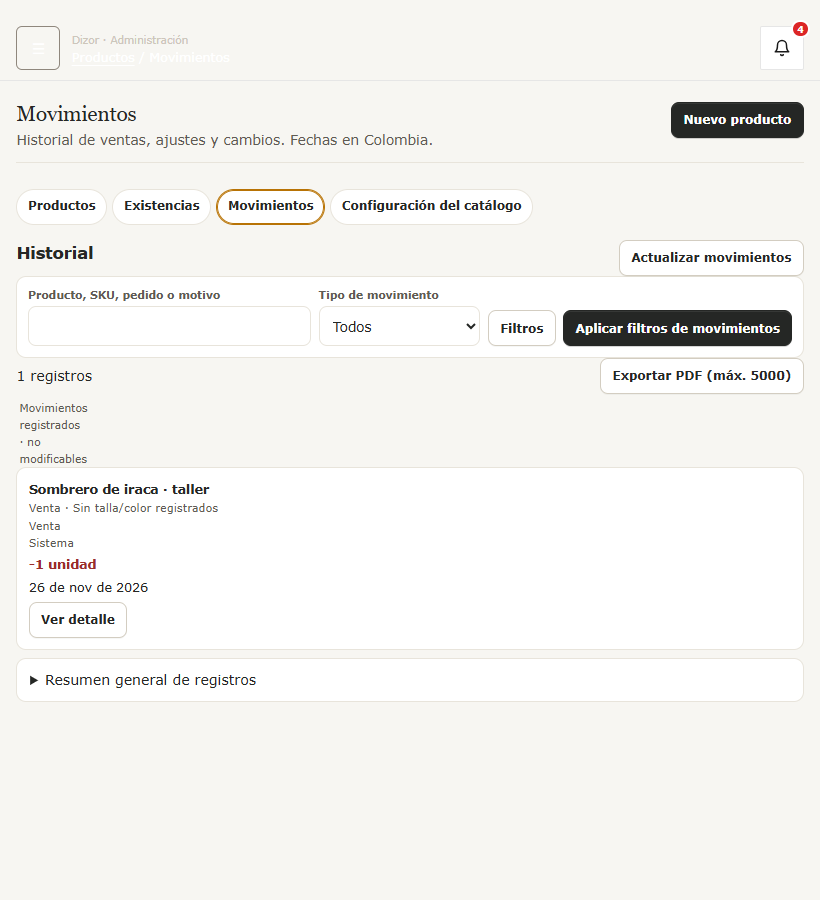 Dizor · Administración
Productos / Movimientos
4
Movimientos
Historial de ventas, ajustes y cambios. Fechas en Colombia.
Nuevo producto
Productos
Existencias
Movimientos
Configuración del catálogo
Historial
Actualizar movimientos
Producto, SKU, pedido o motivo
Tipo de movimiento
Todos
Filtros
Aplicar filtros de movimientos
1 registros
Exportar PDF (máx. 5000)
Movimientos
registrados
· no
modificables
Sombrero de iraca · taller
Venta · Sin talla/color registrados
Venta
Sistema
-1 unidad
26 de nov de 2026
Ver detalle
Resumen general de registros